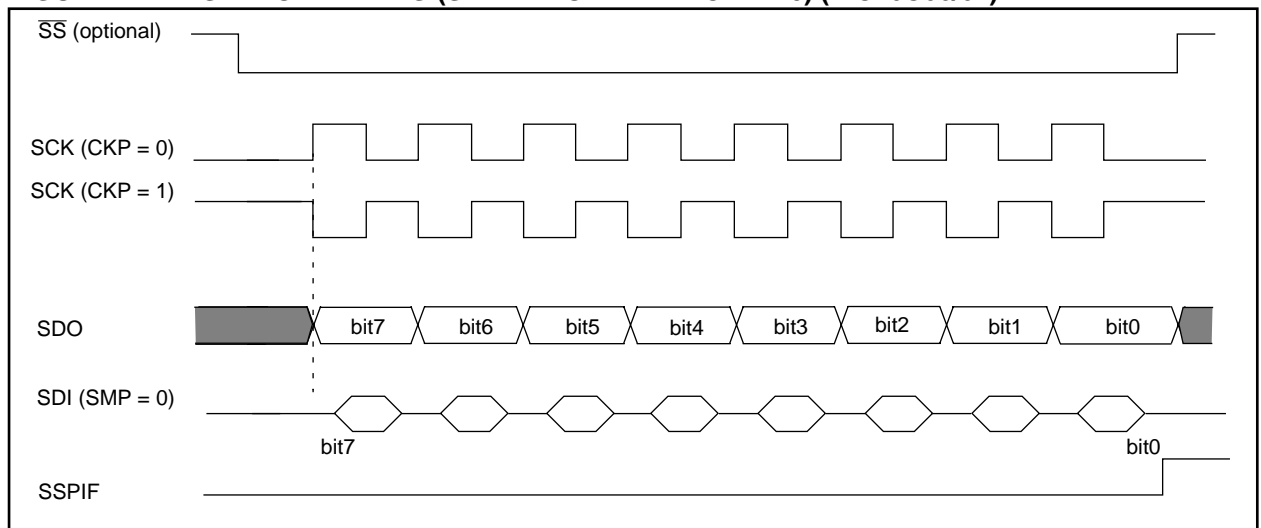 SS (optional)
SCK (CKP = 0)
SCK (CKP = 1)
SDO
bit7 bit6 bit5 bit4 bit3 bit2 bit1 bit0
SDI (SMP = 0)
bit7 bit0
SSPIF